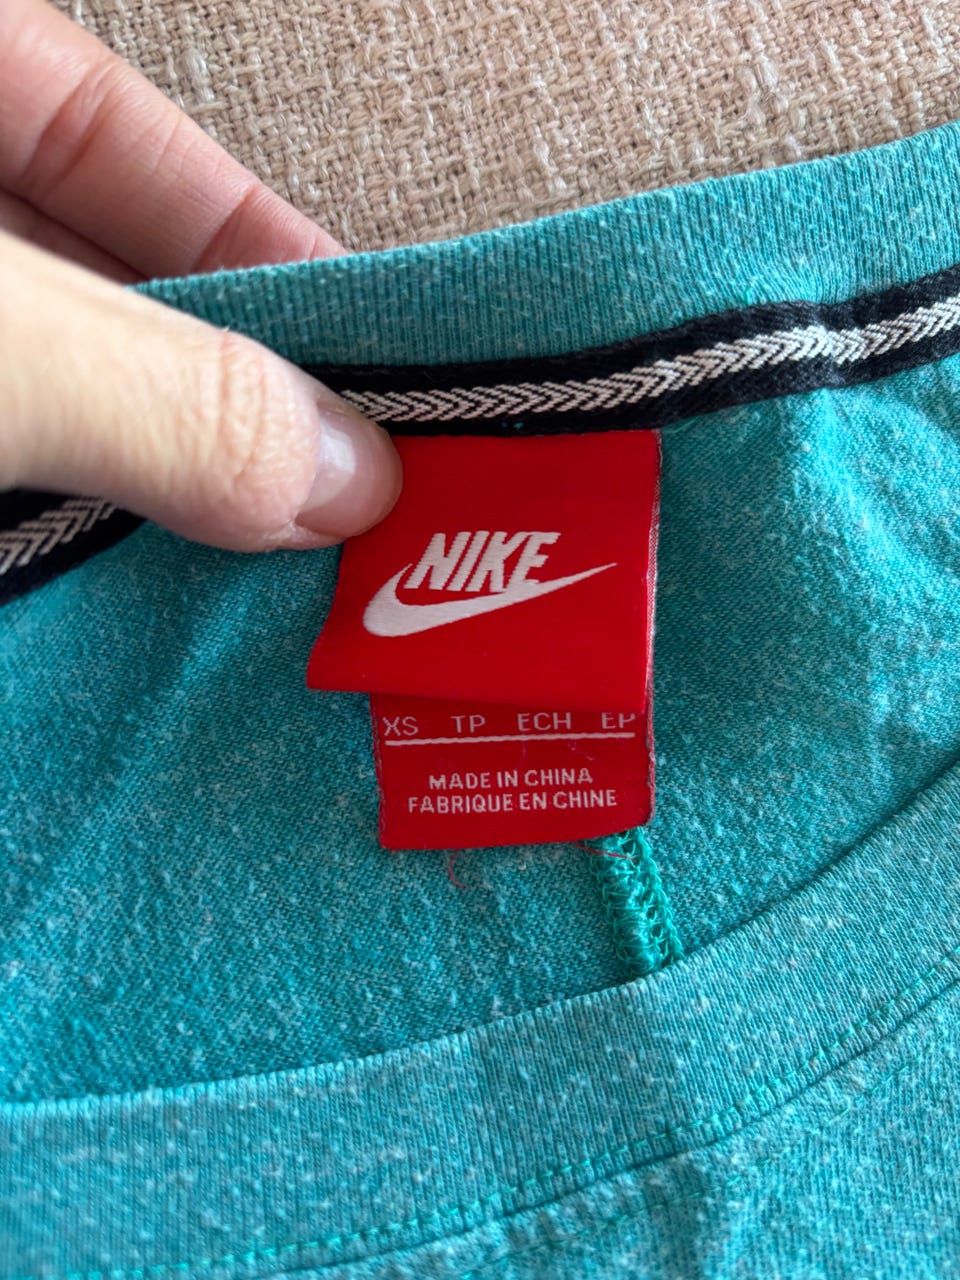 NIKE
XS TP ECH EP
MADE IN CHINA
FABRIQUE EN CHINE